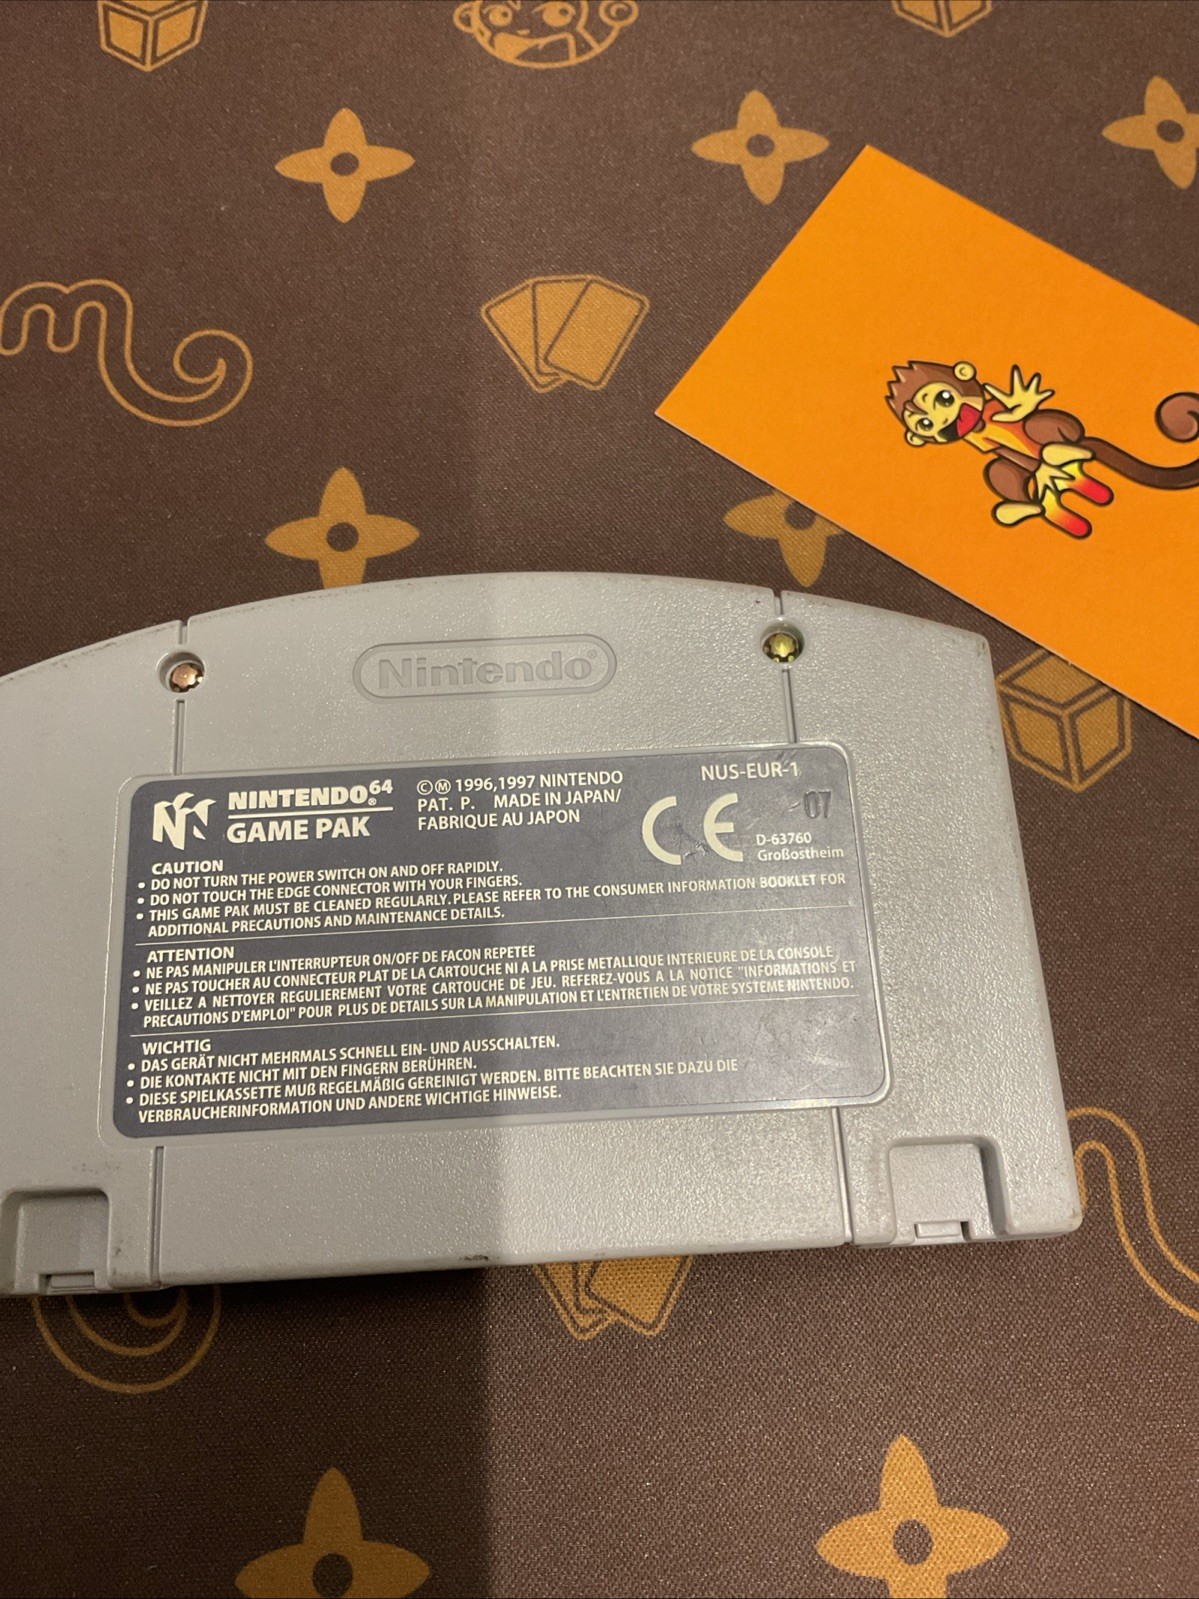 Nintendo®
NINTENDO64®
GAME PAK
©Ⓜ 1996,1997 NINTENDO
PAT. P. MADE IN JAPAN/
FABRIQUE AU JAPON
NUS-EUR-1
07
CE
D-63760
Großostheim
CAUTION
• DO NOT TURN THE POWER SWITCH ON AND OFF RAPIDLY.
• DO NOT TOUCH THE EDGE CONNECTOR WITH YOUR FINGERS.
• THIS GAME PAK MUST BE CLEANED REGULARLY. PLEASE REFER TO THE CONSUMER INFORMATION BOOKLET FOR
ADDITIONAL PRECAUTIONS AND MAINTENANCE DETAILS.
ATTENTION
• NE PAS MANIPULER L'INTERRUPTEUR ON/OFF DE FACON REPETEE
• NE PAS TOUCHER AU CONNECTEUR PLAT DE LA CARTOUCHE NI A LA PRISE METALLIQUE INTERIEURE DE LA CONSOLE
• VEILLEZ A NETTOYER REGULIEREMENT VOTRE CARTOUCHE DE JEU. REFEREZ-VOUS A LA NOTICE "INFORMATIONS ET
PRECAUTIONS D'EMPLOI" POUR PLUS DE DETAILS SUR LA MANIPULATION ET L'ENTRETIEN DE VOTRE SYSTEME NINTENDO.
WICHTIG
• DAS GERÄT NICHT MEHRMALS SCHNELL EIN- UND AUSSCHALTEN.
• DIE KONTAKTE NICHT MIT DEN FINGERN BERÜHREN.
• DIESE SPIELKASSETTE MUß REGELMÄßIG GEREINIGT WERDEN. BITTE BEACHTEN SIE DAZU DIE
VERBRAUCHERINFORMATION UND ANDERE WICHTIGE HINWEISE.